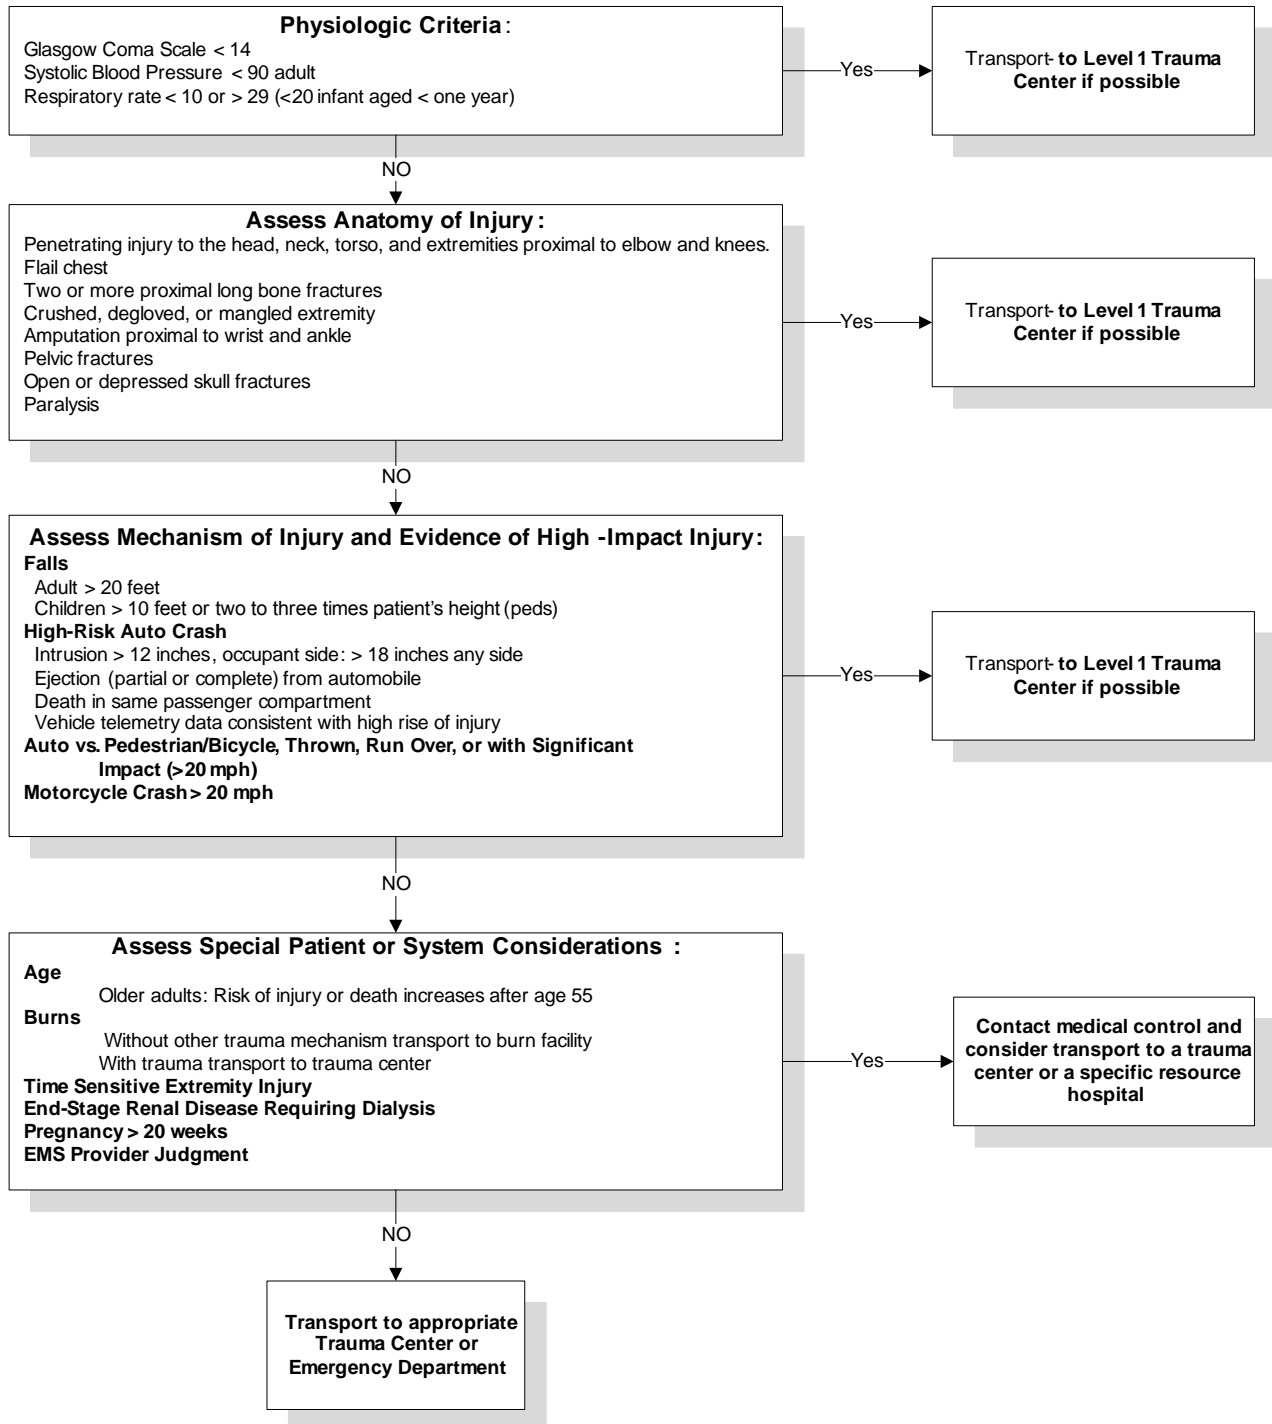 Physiologic Criteria:
Glasgow Coma Scale < 14
Systolic Blood Pressure < 90 adult
Respiratory rate < 10 or > 29 (<20 infant aged < one year)
Yes
Transport- to Level 1 Trauma
Center if possible
NO
Assess Anatomy of Injury:
Penetrating injury to the head, neck, torso, and extremities proximal to elbow and knees.
Flail chest
Two or more proximal long bone fractures
Crushed, degloved, or mangled extremity
Amputation proximal to wrist and ankle
Pelvic fractures
Open or depressed skull fractures
Paralysis
Yes
Transport- to Level 1 Trauma
Center if possible
NO
Assess Mechanism of Injury and Evidence of High -Impact Injury:
Falls
Adult > 20 feet
Children > 10 feet or two to three times patient's height (peds)
High-Risk Auto Crash
Intrusion > 12 inches, occupant side: > 18 inches any side
Ejection (partial or complete) from automobile
Death in same passenger compartment
Vehicle telemetry data consistent with high rise of injury
Auto vs. Pedestrian/Bicycle, Thrown, Run Over, or with Significant
Impact (>20 mph)
Motorcycle Crash > 20 mph
Yes
Transport- to Level 1 Trauma
Center if possible
NO
Assess Special Patient or System Considerations :
Age
Older adults: Risk of injury or death increases after age 55
Burns
Without other trauma mechanism transport to burn facility
With trauma transport to trauma center
Time Sensitive Extremity Injury
End-Stage Renal Disease Requiring Dialysis
Pregnancy > 20 weeks
EMS Provider Judgment
Yes
Contact medical control and
consider transport to a trauma
center or a specific resource
hospital
NO
Transport to appropriate
Trauma Center or
Emergency Department